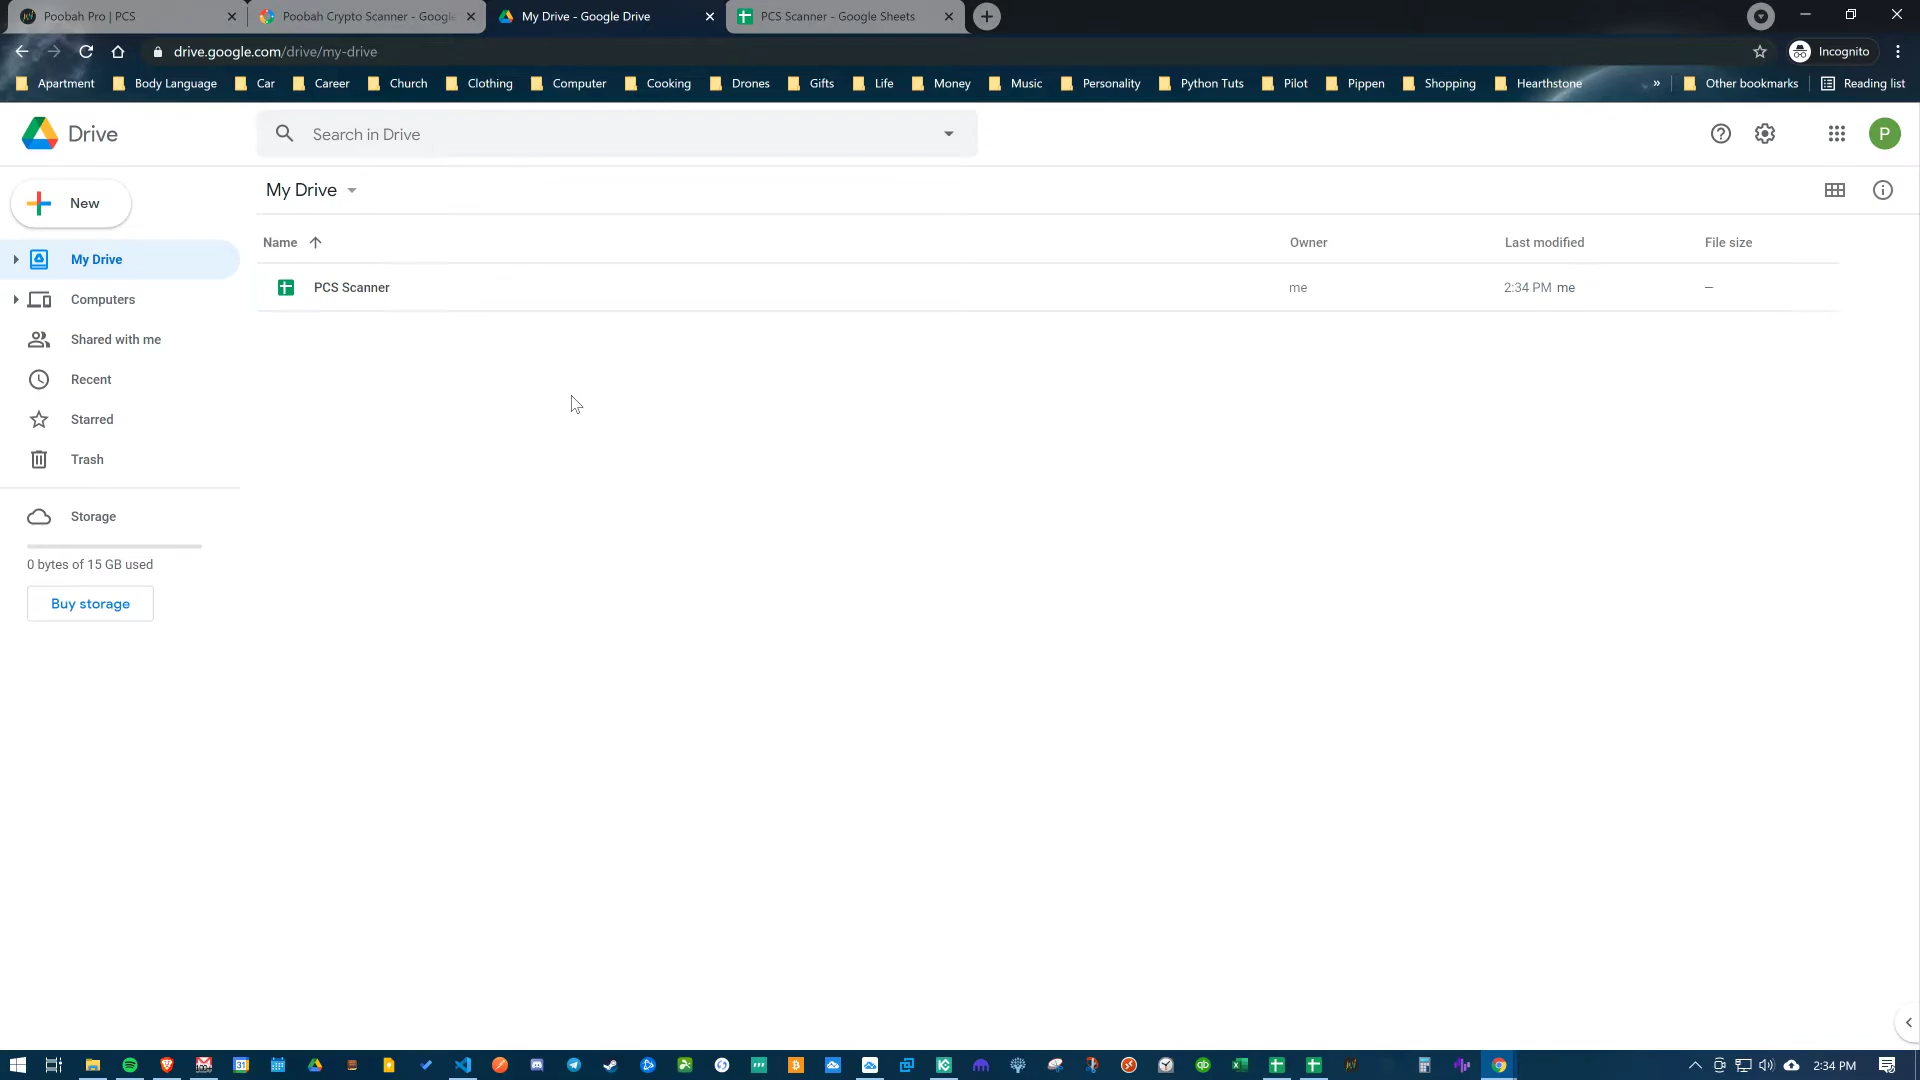 Poobah Pro | PCS
Poobah Crypto Scanner - Google
My Drive - Google Drive
PCS Scanner - Google Sheets
drive.google.com/drive/my-drive
Incognito
Apartment
Body Language
Car
Career
Church
Clothing
Computer
Cooking
Drones
Gifts
Life
Money
Music
Personality
Python Tuts
Pilot
Pippen
Shopping
Hearthstone
»
Other bookmarks
Reading list
Drive
Search in Drive
P
New
My Drive
Name
Owner
Last modified
File size
My Drive
PCS Scanner
me
2:34 PM me
—
Computers
Shared with me
Recent
Starred
Trash
Storage
0 bytes of 15 GB used
Buy storage
2:34 PM